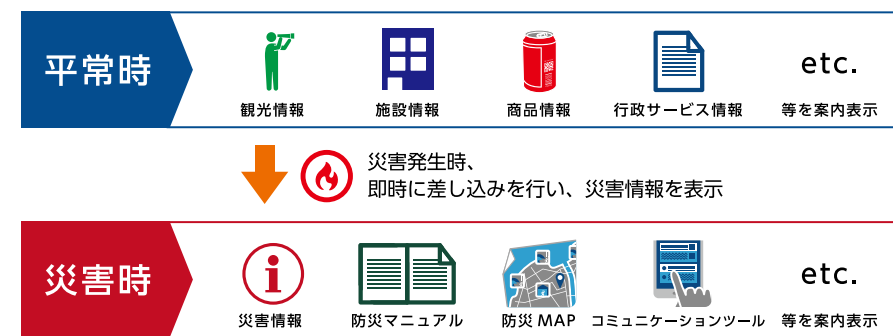 平常時
観光情報
施設情報
商品情報
行政サービス情報
etc.
等を案内表示
災害発生時、
即時に差し込みを行い、災害情報を表示
災害時
災害情報
防災マニュアル
防災 MAP
コミュニケーションツール
etc.
等を案内表示